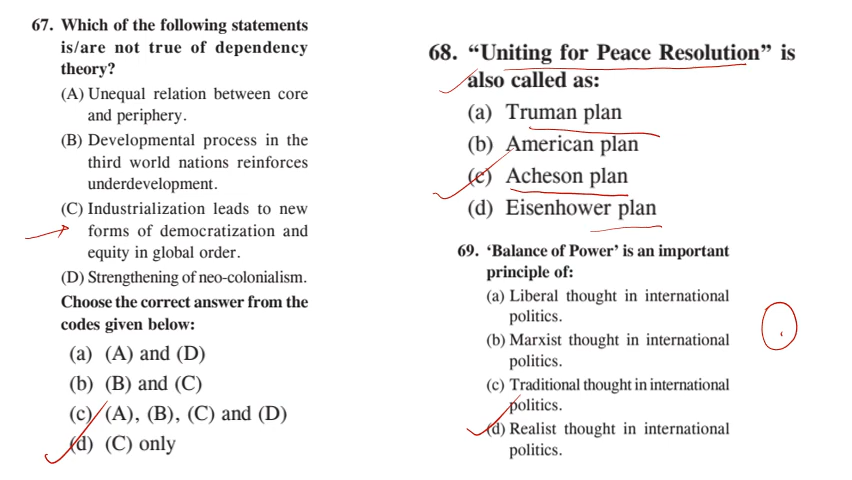 67. Which of the following statements
is/are not true of dependency
theory?
(A) Unequal relation between core
and periphery.
(B) Developmental process in the
third world nations reinforces
underdevelopment.
(C) Industrialization leads to new
forms of democratization and
equity in global order.
(D) Strengthening of neo-colonialism.
Choose the correct answer from the
codes given below:
(a) (A) and (D)
(b) (B) and (C)
(c) (A), (B), (C) and (D)
(d) (C) only
68. “Uniting for Peace Resolution” is
also called as:
(a) Truman plan
(b) American plan
(c) Acheson plan
(d) Eisenhower plan
69. ‘Balance of Power’ is an important
principle of:
(a) Liberal thought in international
politics.
(b) Marxist thought in international
politics.
(c) Traditional thought in international
politics.
(d) Realist thought in international
politics.